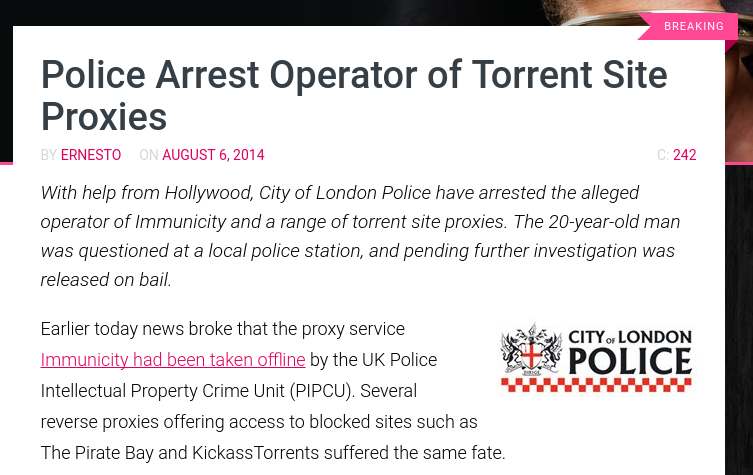 BREAKING
Police Arrest Operator of Torrent Site
Proxies
BY ERNESTO ON AUGUST 6, 2014 C: 242
With help from Hollywood, City of London Police have arrested the alleged
operator of Immunicity and a range of torrent site proxies. The 20-year-old man
was questioned at a local police station, and pending further investigation was
released on bail.
Earlier today news broke that the proxy service
Immunicity had been taken offline by the UK Police
Intellectual Property Crime Unit (PIPCU). Several
reverse proxies offering access to blocked sites such as
The Pirate Bay and KickassTorrents suffered the same fate.
CITY of LONDON
POLICE